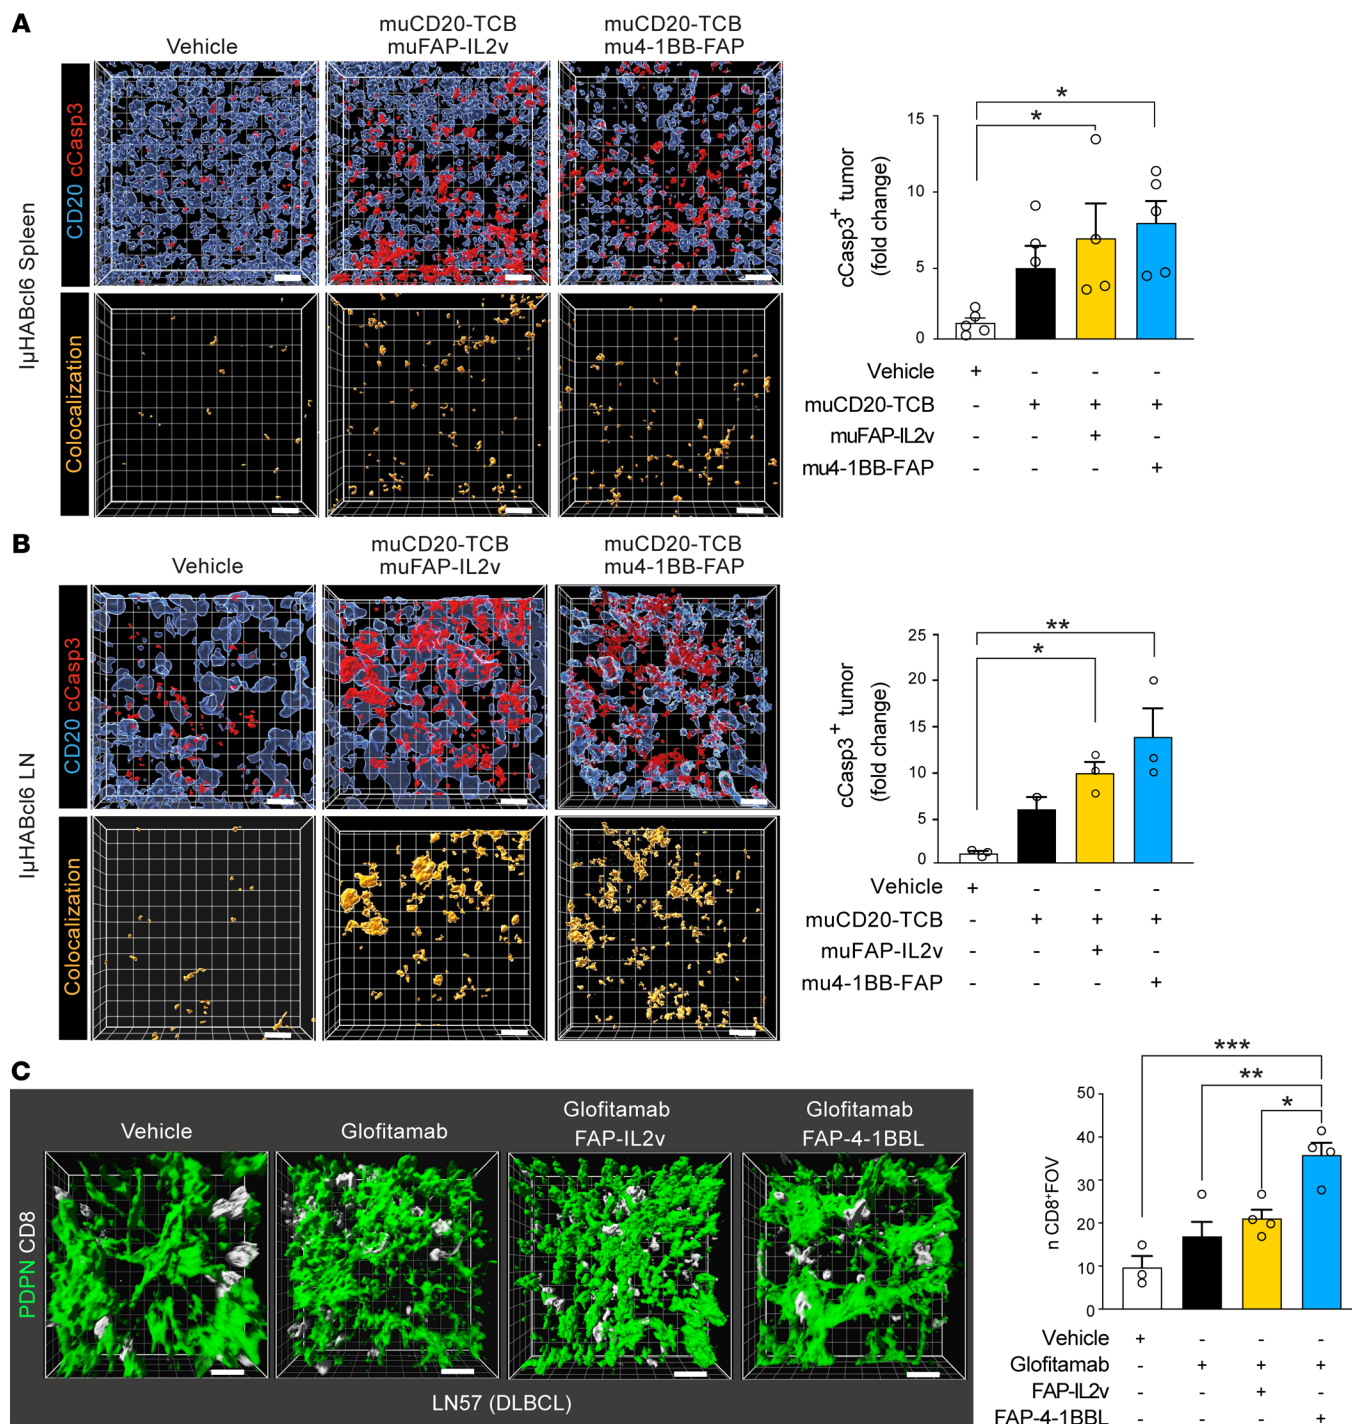 A
Vehicle
muCD20-TCB
muFAP-IL2v
muCD20-TCB
mu4-1BB-FAP
IµHABcl6 Spleen
CD20 cCasp3
Colocalization
cCasp3+ tumor
(fold change)
15
10
5
0
*
*
Vehicle + - - -
muCD20-TCB - + + +
muFAP-IL2v - - + -
mu4-1BB-FAP - - - +
B
Vehicle
muCD20-TCB
muFAP-IL2v
muCD20-TCB
mu4-1BB-FAP
IµHABcl6 LN
CD20 cCasp3
Colocalization
cCasp3+ tumor
(fold change)
25
20
15
10
5
0
**
*
Vehicle + - - -
muCD20-TCB - + + +
muFAP-IL2v - - + -
mu4-1BB-FAP - - - +
C
Vehicle
Glofitamab
Glofitamab
FAP-IL2v
Glofitamab
FAP-4-1BBL
PDPN CD8
LN57 (DLBCL)
n CD8+FOV
50
40
30
20
10
0
***
**
*
Vehicle + - - -
Glofitamab - + + +
FAP-IL2v - - + -
FAP-4-1BBL - - - +